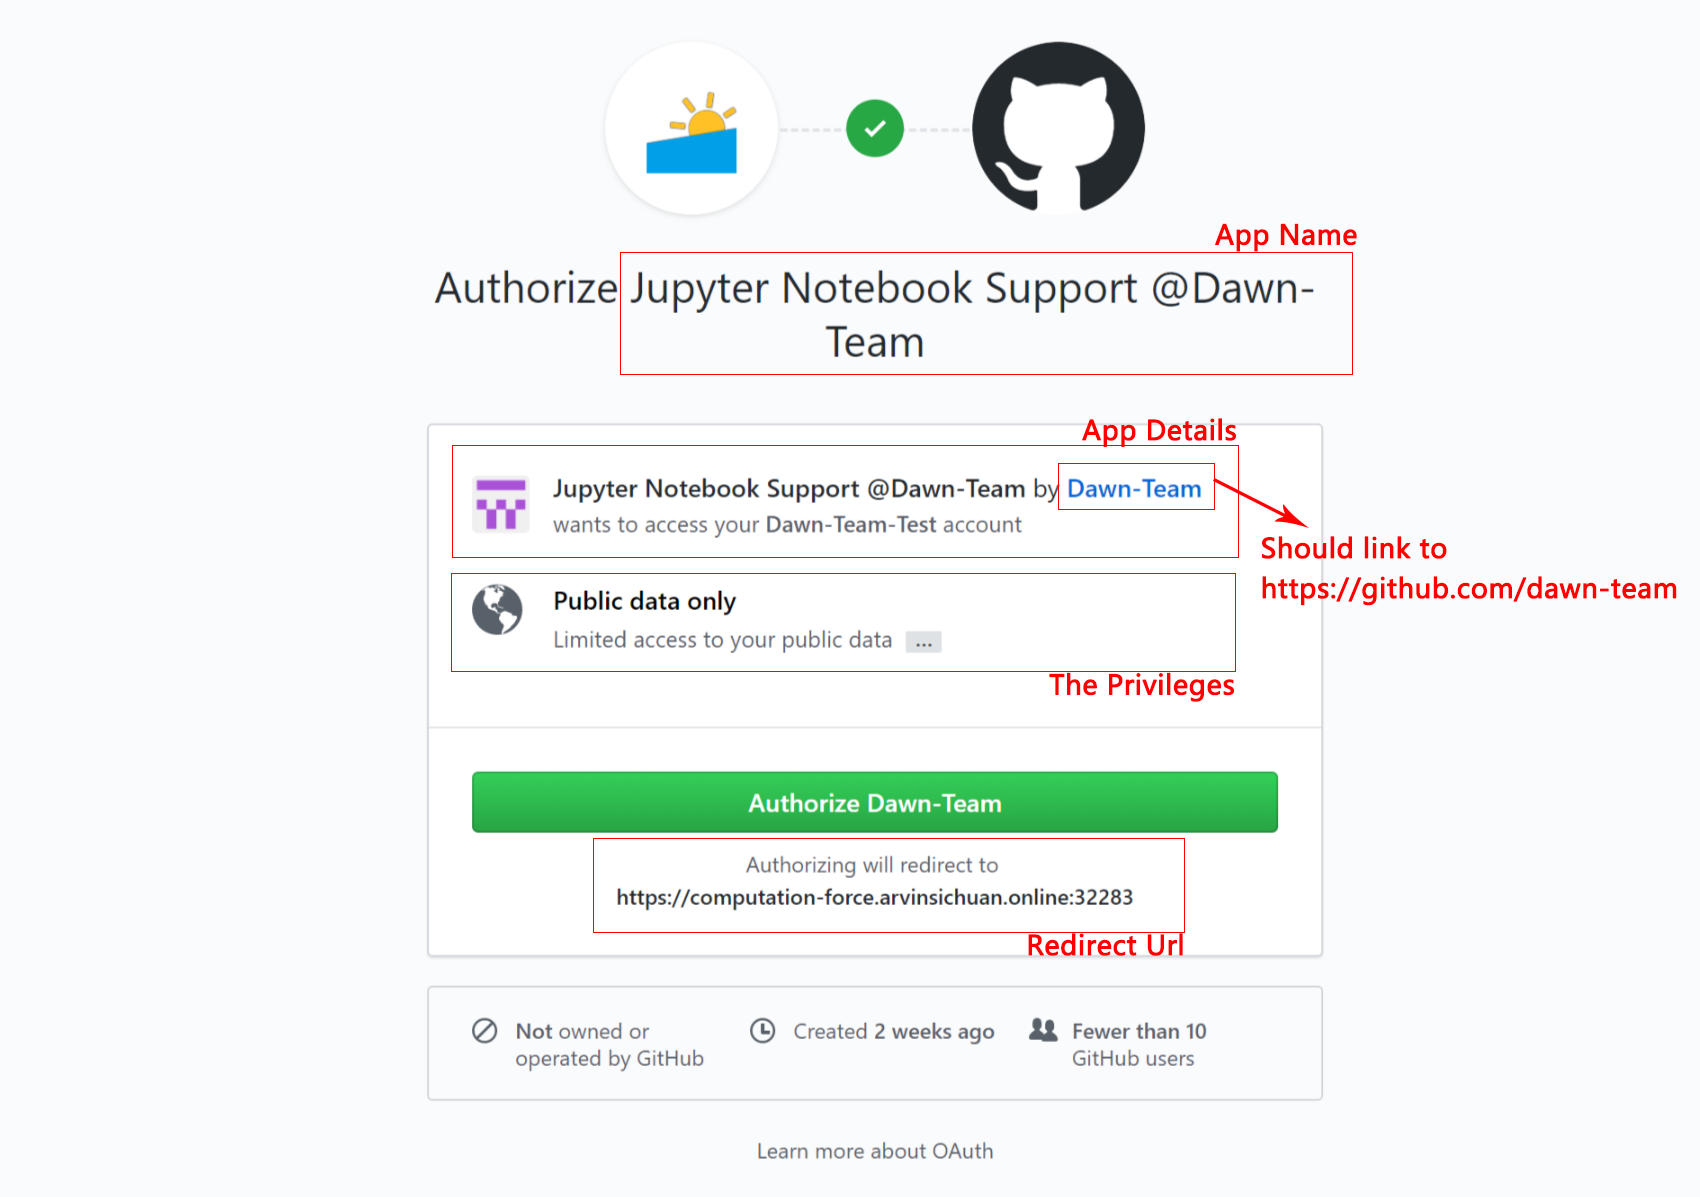 App Name
Authorize Jupyter Notebook Support @Dawn-
Team
App Details
Jupyter Notebook Support @Dawn-Team by Dawn-Team
wants to access your Dawn-Team-Test account
Should link to
https://github.com/dawn-team
Public data only
Limited access to your public data ...
The Privileges
Authorize Dawn-Team
Authorizing will redirect to
https://computation-force.arvinsichuan.online:32283
Redirect Url
Not owned or
operated by GitHub
Created 2 weeks ago
Fewer than 10
GitHub users
Learn more about OAuth